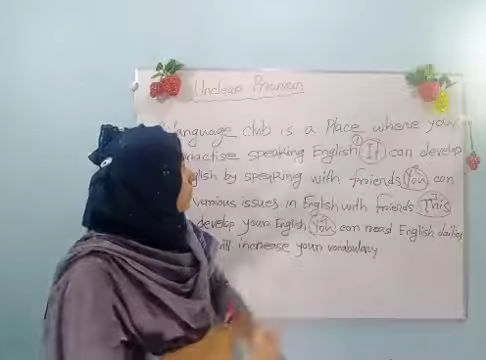 Unclear Pronouns
language club is a Place where you
practise speaking English It can develop
glish by speaking with friends You can
various issues in English with friends This
develop your English You can read English dailies
ill increase your vocabulary